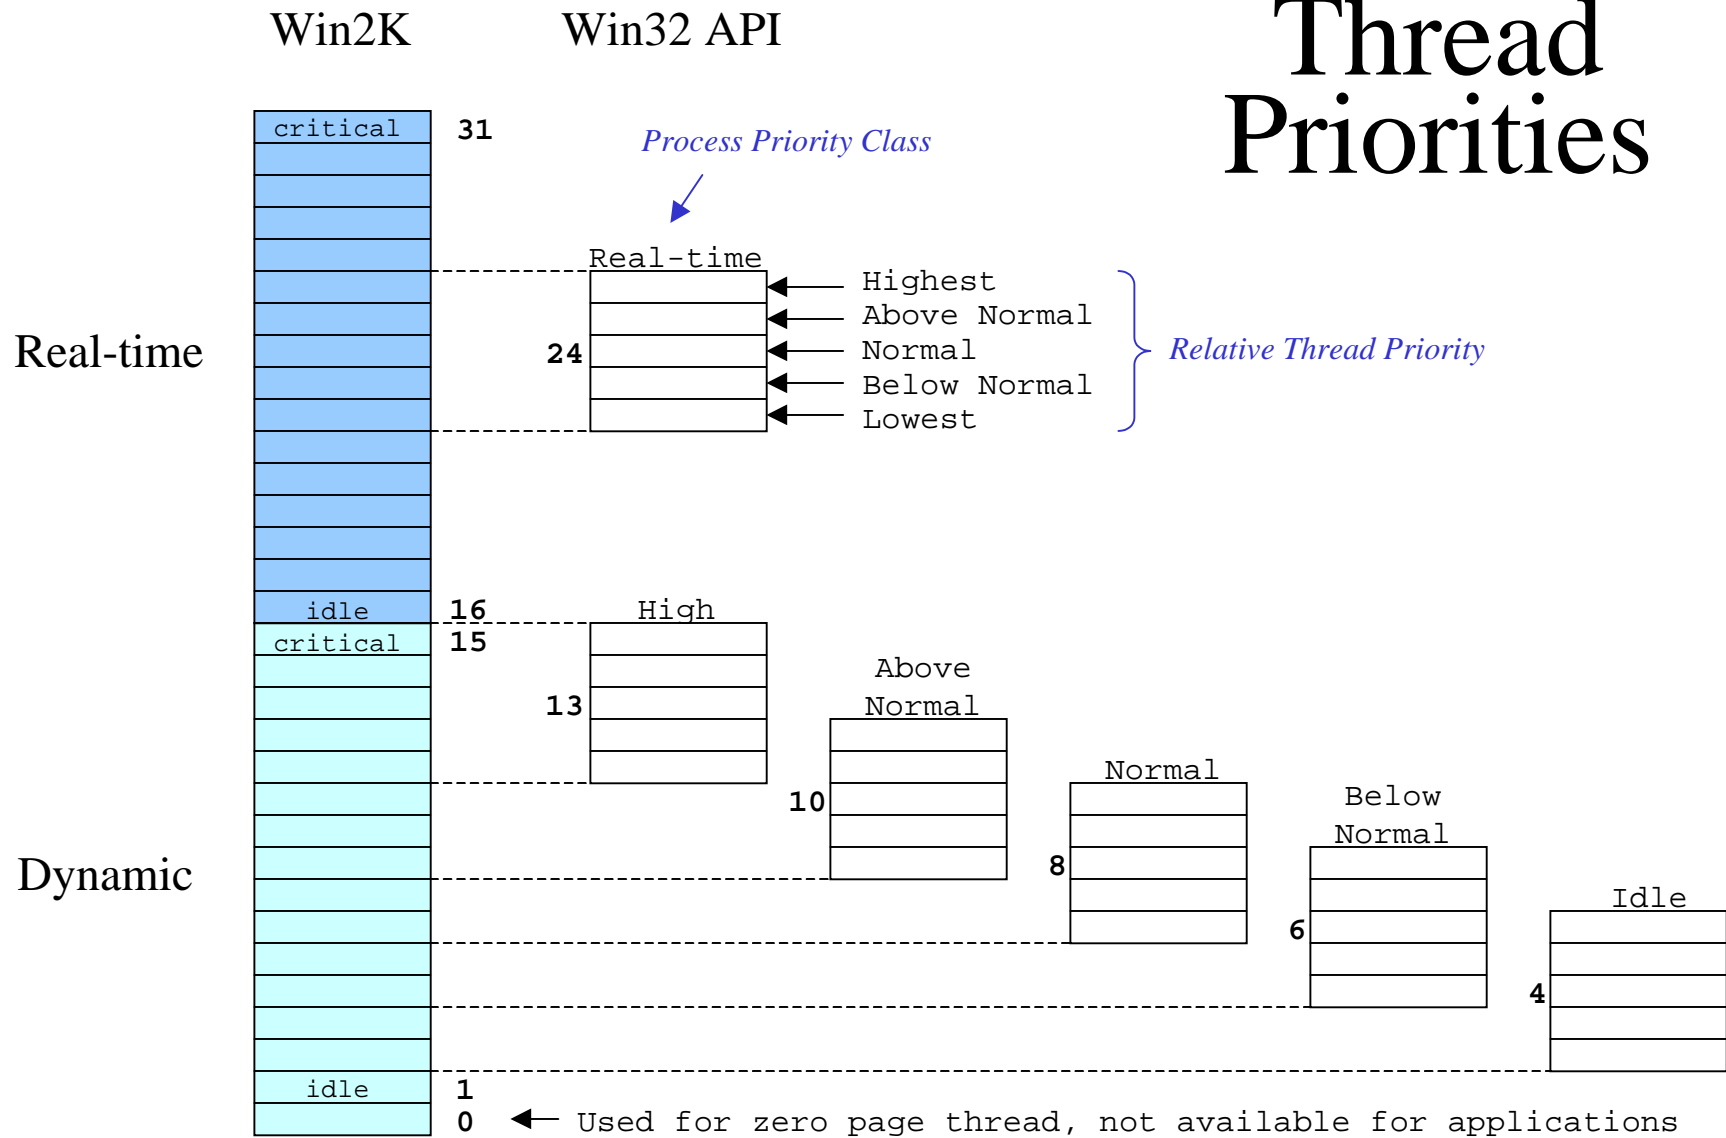 Win2K
Win32 API
Thread
Priorities
critical
31
Process Priority Class
Real-time
Highest
Above Normal
Real-time
24
Normal
Relative Thread Priority
Below Normal
Lowest
idle
16
High
critical
15
Above
Normal
13
Normal
10
Below
Normal
Dynamic
8
Idle
6
4
idle
1
0
Used for zero page thread, not available for applications